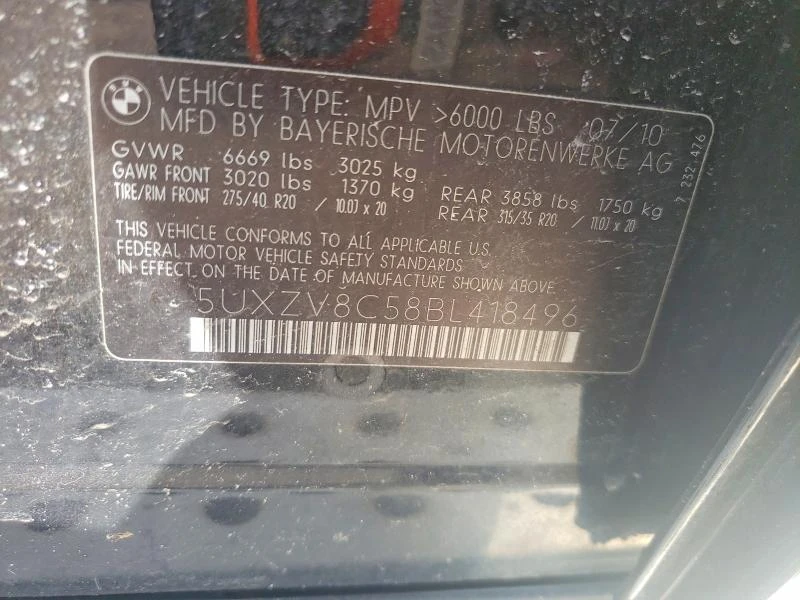 VEHICLE TYPE: MPV >6000 LBS 07/10
MFD BY BAYERISCHE MOTORENWERKE AG
GVWR 6669 lbs 3025 kg
GAWR FRONT 3020 lbs 1370 kg REAR 3858 lbs 1750 kg
TIRE/RIM FRONT 275/40 R20 / 10.0J x 20 REAR 315/35 R20 / 11.0J x 20
THIS VEHICLE CONFORMS TO ALL APPLICABLE U.S.
FEDERAL MOTOR VEHICLE SAFETY STANDARDS
IN EFFECT ON THE DATE OF MANUFACTURE SHOWN ABOVE.
5UXZV8C58BL418496
7 232 476